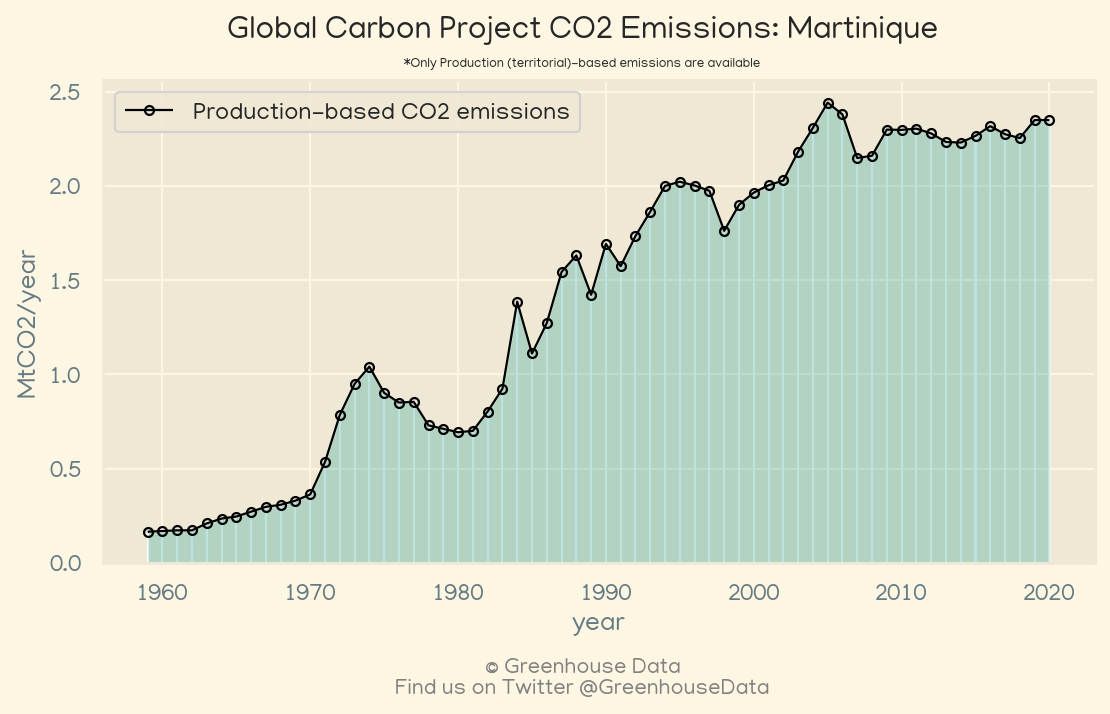 Global Carbon Project CO2 Emissions: Martinique
*Only Production (territorial)-based emissions are available
Production-based CO2 emissions
2.5
2.0
1.5
1.0
0.5
0.0
MtCO2/year
1960 1970 1980 1990 2000 2010 2020
year
© Greenhouse Data
Find us on Twitter @GreenhouseData